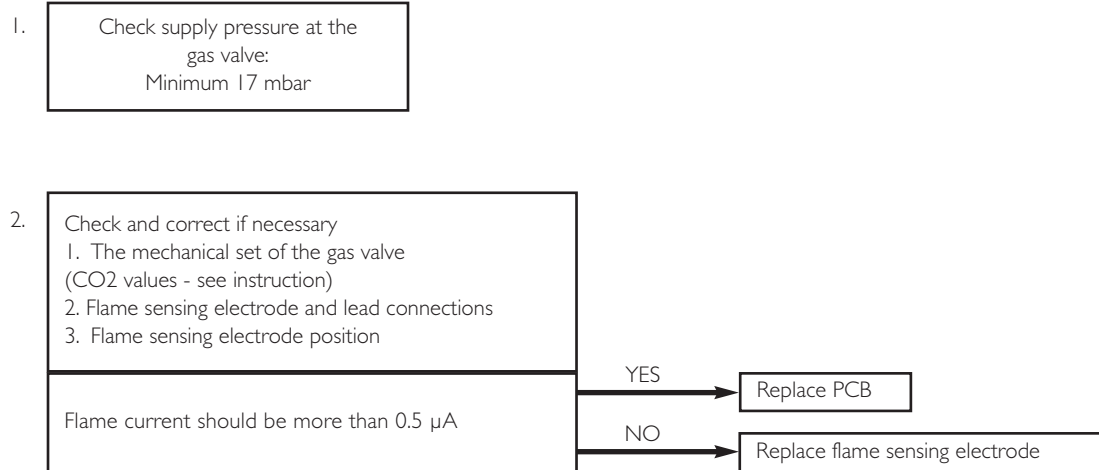 1.
Check supply pressure at the
gas valve:
Minimum 17 mbar
2.
Check and correct if necessary
1. The mechanical set of the gas valve
(CO2 values - see instruction)
2. Flame sensing electrode and lead connections
3. Flame sensing electrode position
YES
Replace PCB
Flame current should be more than 0.5 µA
NO
Replace flame sensing electrode